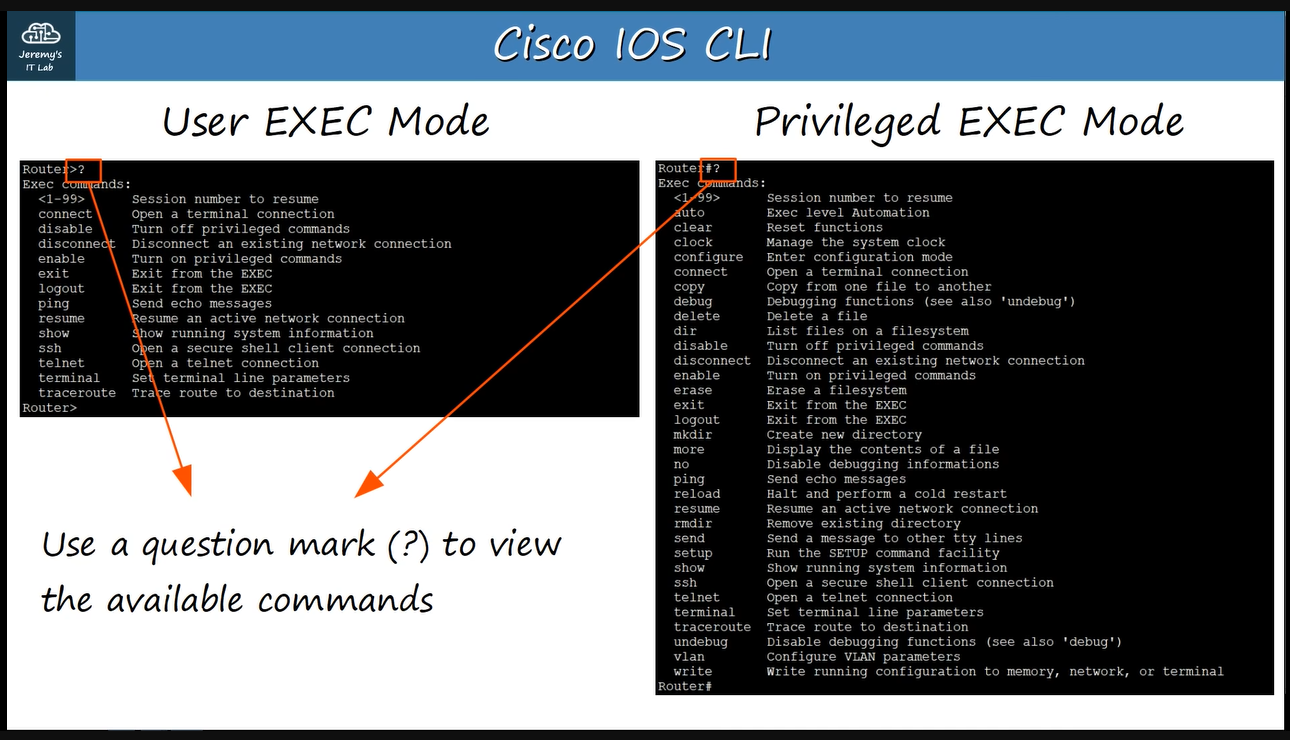 Jeremy's
IT Lab
Cisco IOS CLI
User EXEC Mode
Router>?
Exec commands:
<1-99> Session number to resume
connect Open a terminal connection
disable Turn off privileged commands
disconnect Disconnect an existing network connection
enable Turn on privileged commands
exit Exit from the EXEC
logout Exit from the EXEC
ping Send echo messages
resume Resume an active network connection
show Show running system information
ssh Open a secure shell client connection
telnet Open a telnet connection
terminal Set terminal line parameters
traceroute Trace route to destination
Router>
Use a question mark (?) to view
the available commands
Privileged EXEC Mode
Router#?
Exec commands:
<1-99> Session number to resume
auto Exec level Automation
clear Reset functions
clock Manage the system clock
configure Enter configuration mode
connect Open a terminal connection
copy Copy from one file to another
debug Debugging functions (see also 'undebug')
delete Delete a file
dir List files on a filesystem
disable Turn off privileged commands
disconnect Disconnect an existing network connection
enable Turn on privileged commands
erase Erase a filesystem
exit Exit from the EXEC
logout Exit from the EXEC
mkdir Create new directory
more Display the contents of a file
no Disable debugging informations
ping Send echo messages
reload Halt and perform a cold restart
resume Resume an active network connection
rmdir Remove existing directory
send Send a message to other tty lines
setup Run the SETUP command facility
show Show running system information
ssh Open a secure shell client connection
telnet Open a telnet connection
terminal Set terminal line parameters
traceroute Trace route to destination
undebug Disable debugging functions (see also 'debug')
vlan Configure VLAN parameters
write Write running configuration to memory, network, or terminal
Router#